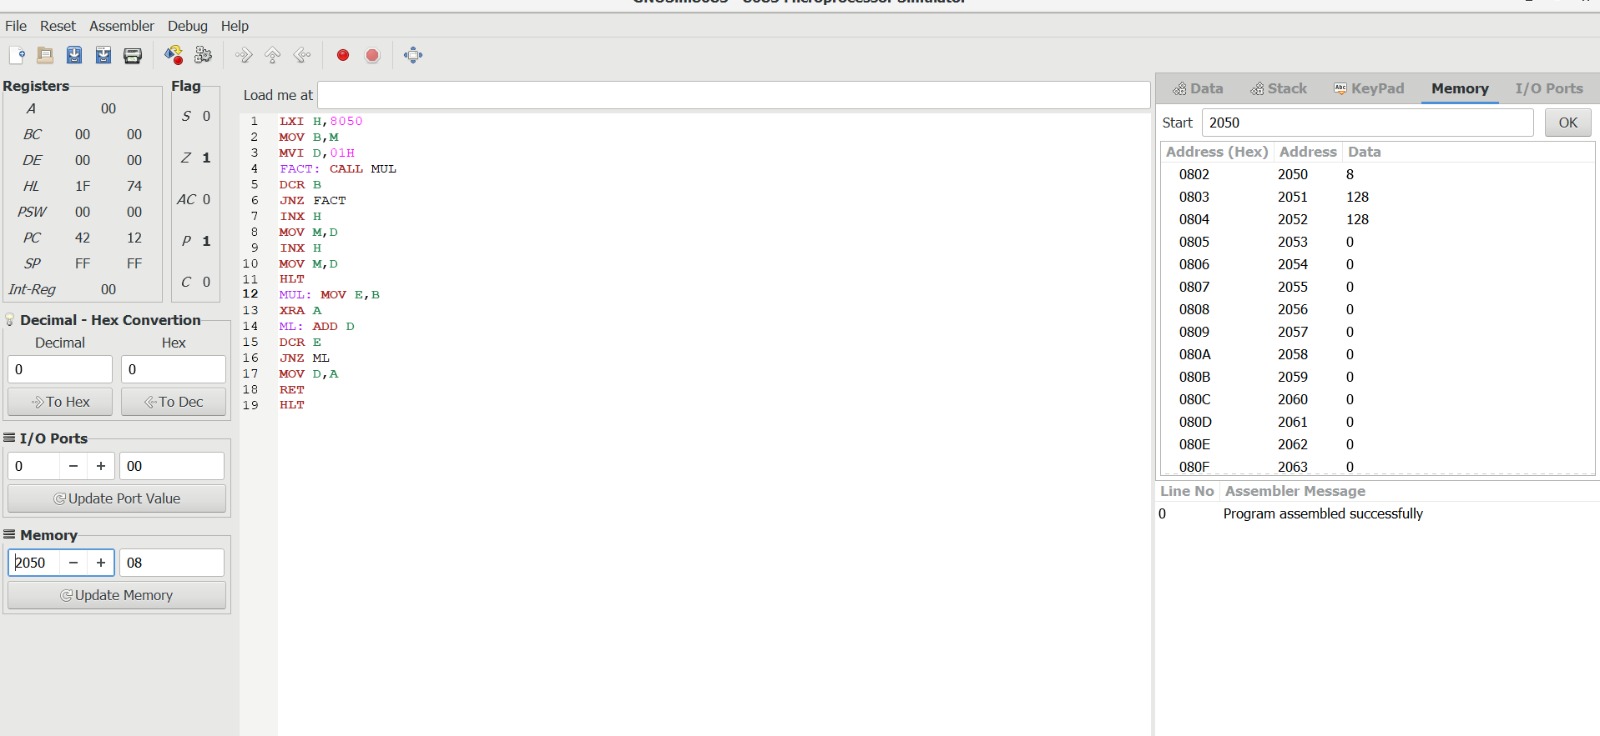 GNUSim8085 - 8085 Microprocessor Simulator
File Reset Assembler Debug Help
Registers
A 00
BC 00 00
DE 00 00
HL 1F 74
PSW 00 00
PC 42 12
SP FF FF
Int-Reg 00
Flag
S 0
Z 1
AC 0
P 1
C 0
Decimal - Hex Convertion
Decimal Hex
0 0
To Hex To Dec
I/O Ports
0 − + 00
Update Port Value
Memory
2050 − + 08
Update Memory
Load me at
1 LXI H,8050
2 MOV B,M
3 MVI D,01H
4 FACT: CALL MUL
5 DCR B
6 JNZ FACT
7 INX H
8 MOV M,D
9 INX H
10 MOV M,D
11 HLT
12 MUL: MOV E,B
13 XRA A
14 ML: ADD D
15 DCR E
16 JNZ ML
17 MOV D,A
18 RET
19 HLT
Data Stack Abc KeyPad Memory I/O Ports
Start 2050 OK
Address (Hex) Address Data
0802 2050 8
0803 2051 128
0804 2052 128
0805 2053 0
0806 2054 0
0807 2055 0
0808 2056 0
0809 2057 0
080A 2058 0
080B 2059 0
080C 2060 0
080D 2061 0
080E 2062 0
080F 2063 0
Line No Assembler Message
0 Program assembled successfully